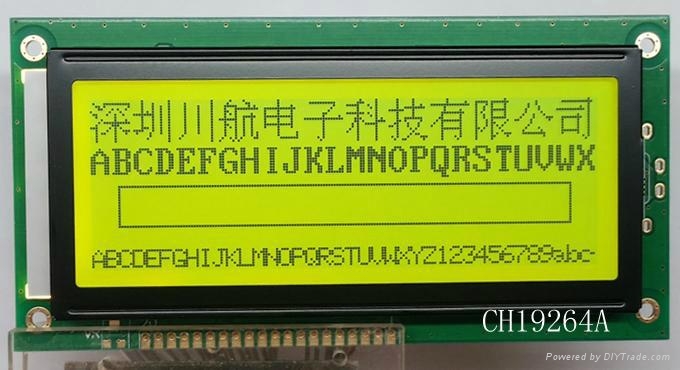 深圳川航电子科技有限公司
ABCDEFGHIJKLMNOPQRSTUVWX
ABCDEFGHIJKLMNOPQRSTUVWXYZ123456789abc
CH19264A
Powered by DIYTrade.com